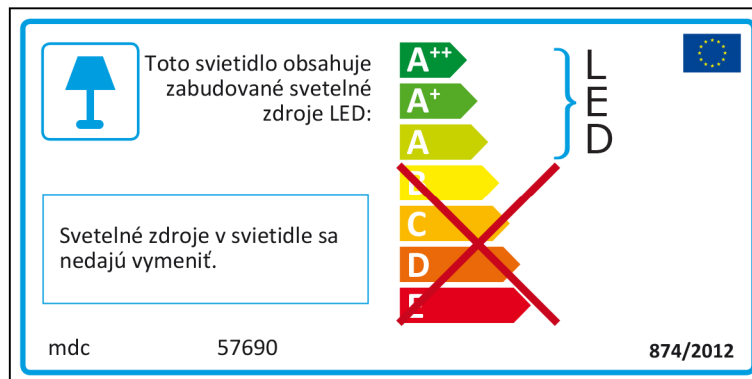 Toto svietidlo obsahuje
zabudované svetelné
zdroje LED:
A++
A+
A
B
C
D
E
L
E
D
Svetelné zdroje v svietidle sa
nedajú vymeniť.
mdc 57690
874/2012